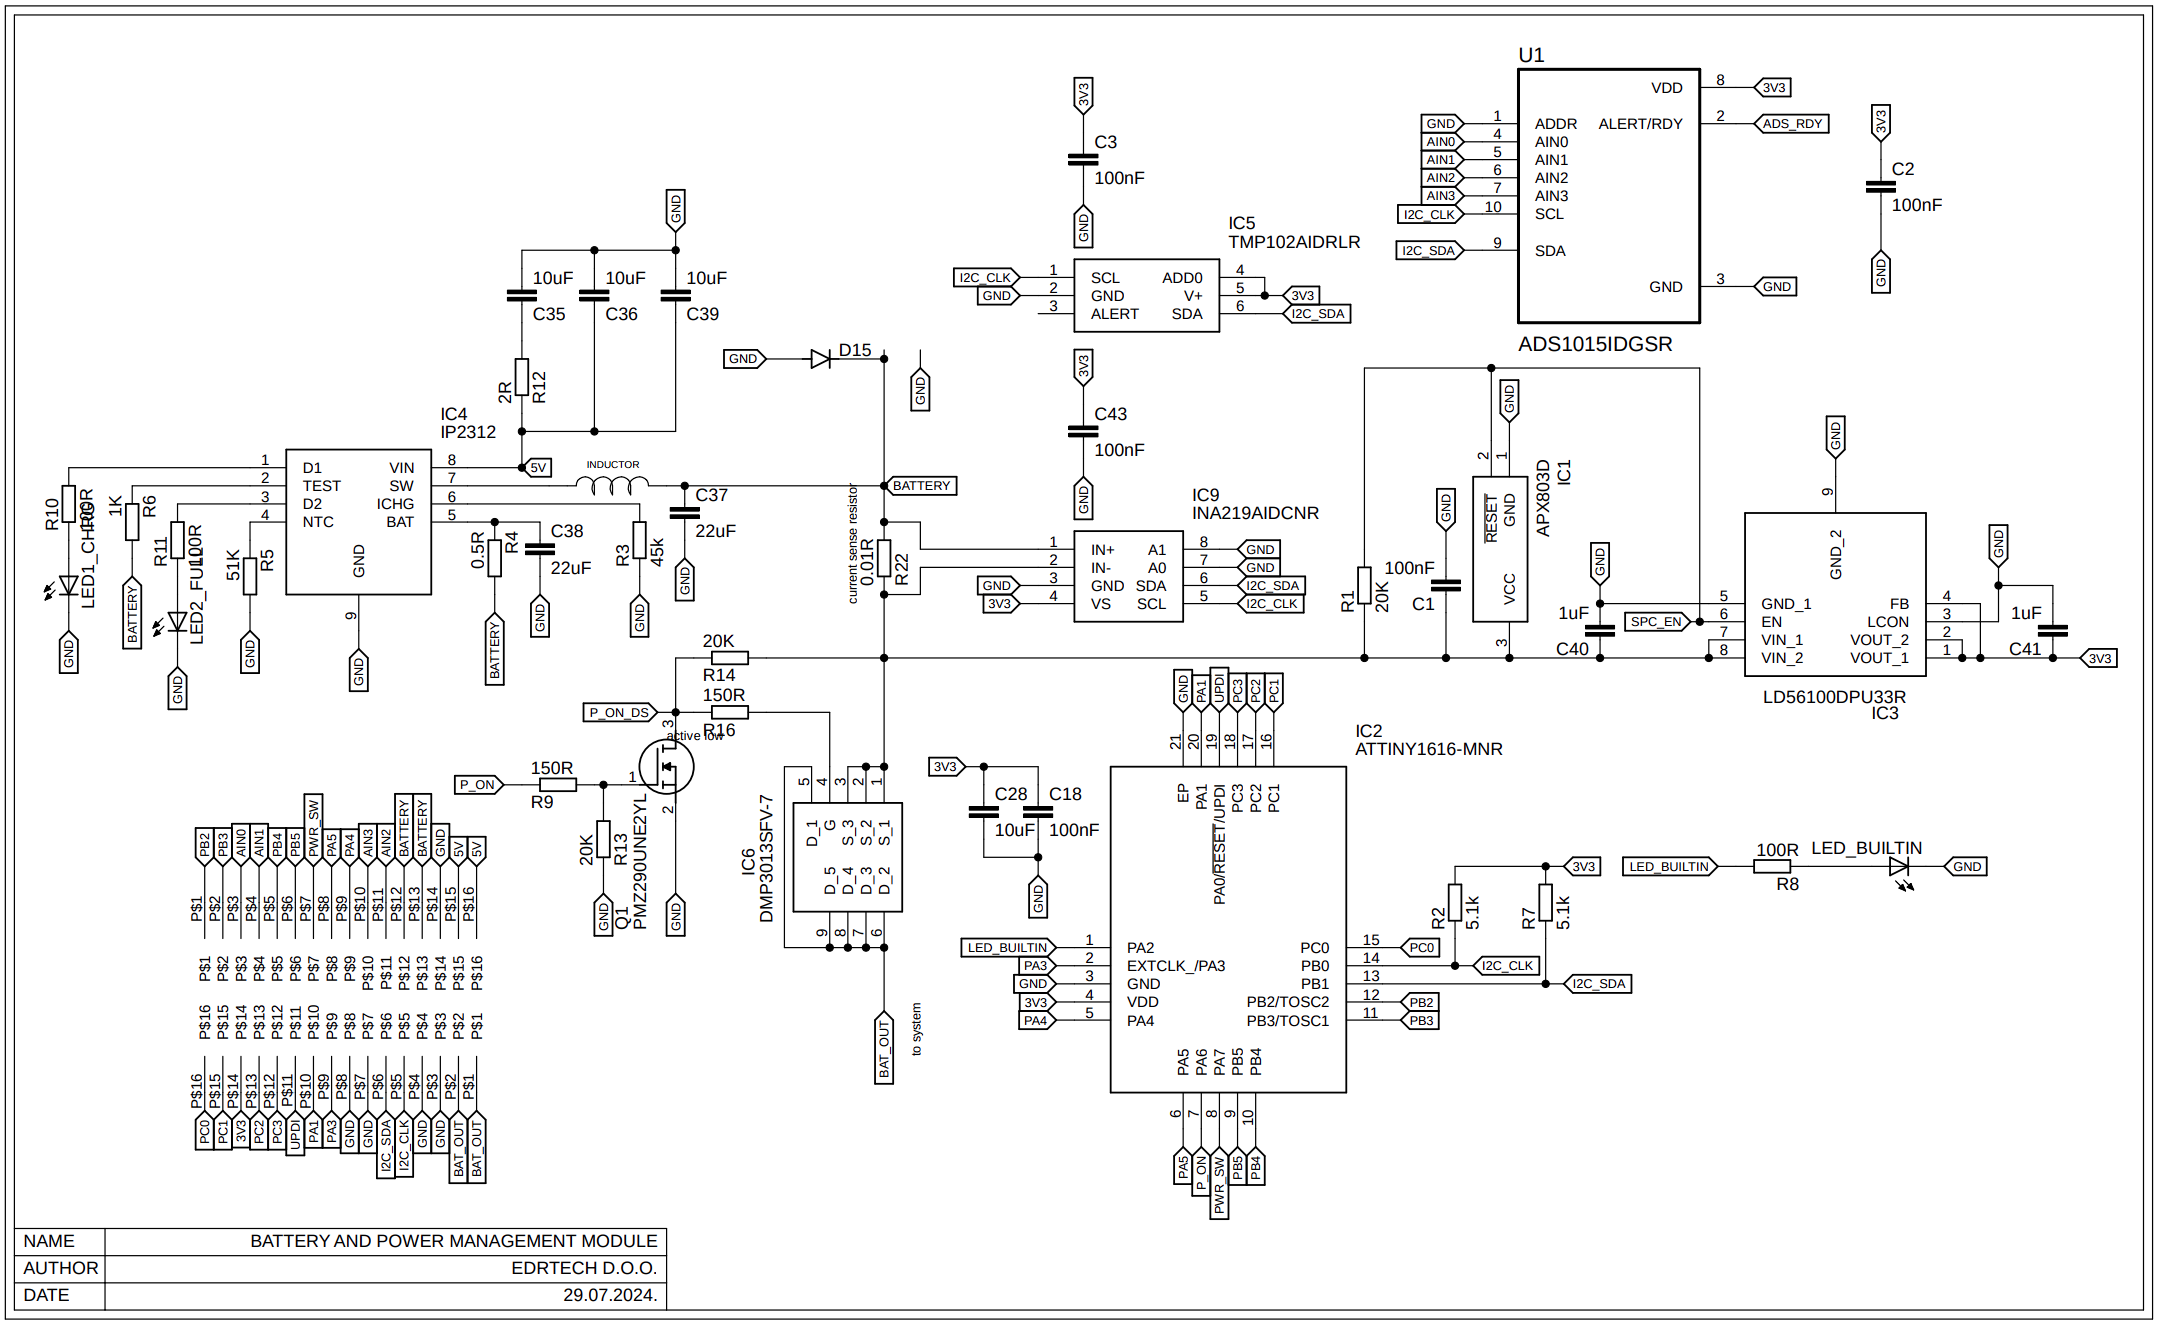 U1
VDD
8
3V3
ALERT/RDY
2
ADS_RDY
GND
1
ADDR
AIN0
4
AIN0
AIN1
5
AIN1
AIN2
6
AIN2
AIN3
7
AIN3
I2C_CLK
10
SCL
I2C_SDA
9
SDA
GND
3
GND
ADS1015IDGSR
3V3
C2
100nF
GND
3V3
C3
100nF
GND
IC5
TMP102AIDRLR
I2C_CLK
1
SCL
ADD0
4
GND
2
GND
V+
5
3V3
3
ALERT
SDA
6
I2C_SDA
GND
10uF
10uF
10uF
C35
C36
C39
2R
R12
GND
D15
GND
3V3
C43
100nF
GND
IC4
IP2312
1
D1
VIN
8
5V
2
TEST
SW
7
3
D2
ICHG
6
4
NTC
BAT
5
GND
9
GND
INDUCTOR
BATTERY
R10
100R
LED1_CHRG
GND
1K
R6
BATTERY
R11
100R
LED2_FULL
GND
51K
R5
GND
0.5R
R4
BATTERY
C38
22uF
GND
R3
45k
GND
C37
22uF
GND
current sense resistor
0.01R
R22
IC9
INA219AIDCNR
1
IN+
A1
8
GND
2
IN-
A0
7
GND
GND
3
GND
SDA
6
I2C_SDA
3V3
4
VS
SCL
5
I2C_CLK
R1
20K
GND
100nF
C1
GND
2
1
RESET
GND
VCC
3
APX803D
IC1
GND
1uF
C40
SPC_EN
GND
9
GND_2
5
GND_1
FB
4
6
EN
LCON
3
7
VIN_1
VOUT_2
2
8
VIN_2
VOUT_1
1
LD56100DPU33R
IC3
GND
1uF
C41
3V3
20K
R14
150R
R16
P_ON_DS
3
active low
1
2
P_ON
150R
R9
20K
R13
GND
Q1
PMZ290UNE2YL
GND
IC6
DMP3013SFV-7
5
4
3
2
1
D_1
G
S_3
S_2
S_1
D_5
D_4
D_3
D_2
9
8
7
6
BAT_OUT
to system
3V3
C28
10uF
C18
100nF
GND
IC2
ATTINY1616-MNR
GND
PA1
UPDI
PC3
PC2
PC1
21
20
19
18
17
16
EP
PA1
PA0/RESET/UPDI
PC3
PC2
PC1
LED_BUILTIN
1
PA2
PC0
15
PC0
PA3
2
EXTCLK_/PA3
PB0
14
I2C_CLK
GND
3
GND
PB1
13
I2C_SDA
3V3
4
VDD
PB2/TOSC2
12
PB2
PA4
5
PA4
PB3/TOSC1
11
PB3
PA5
PA6
PA7
PB5
PB4
6
7
8
9
10
PA5
P_ON
PWR_SW
PB5
PB4
3V3
R2
5.1k
R7
5.1k
LED_BUILTIN
100R
R8
LED_BUILTIN
GND
PB2
PB3
AIN0
AIN1
PB4
PB5
PWR_SW
PA5
PA4
AIN3
AIN2
BATTERY
BATTERY
GND
5V
5V
P$1
P$2
P$3
P$4
P$5
P$6
P$7
P$8
P$9
P$10
P$11
P$12
P$13
P$14
P$15
P$16
P$1
P$2
P$3
P$4
P$5
P$6
P$7
P$8
P$9
P$10
P$11
P$12
P$13
P$14
P$15
P$16
P$16
P$15
P$14
P$13
P$12
P$11
P$10
P$9
P$8
P$7
P$6
P$5
P$4
P$3
P$2
P$1
P$16
P$15
P$14
P$13
P$12
P$11
P$10
P$9
P$8
P$7
P$6
P$5
P$4
P$3
P$2
P$1
PC0
PC1
3V3
PC2
PC3
UPDI
PA1
PA3
GND
GND
I2C_SDA
I2C_CLK
GND
GND
BAT_OUT
BAT_OUT
NAME BATTERY AND POWER MANAGEMENT MODULE
AUTHOR EDRTECH D.O.O.
DATE 29.07.2024.